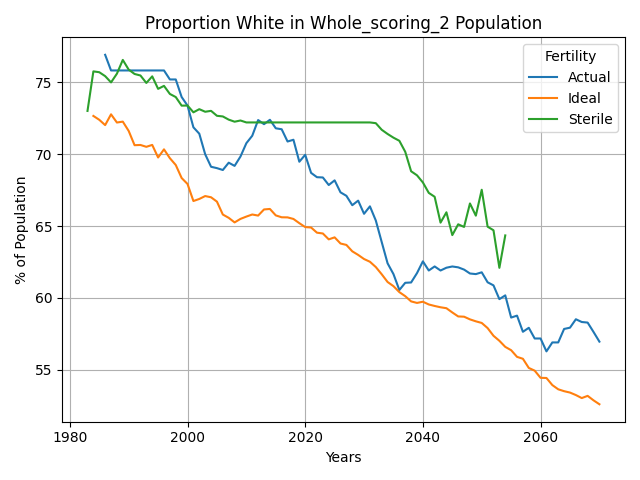 Proportion White in Whole_scoring_2 Population
Fertility
Actual
Ideal
Sterile
% of Population
75
70
65
60
55
1980
2000
2020
2040
2060
Years